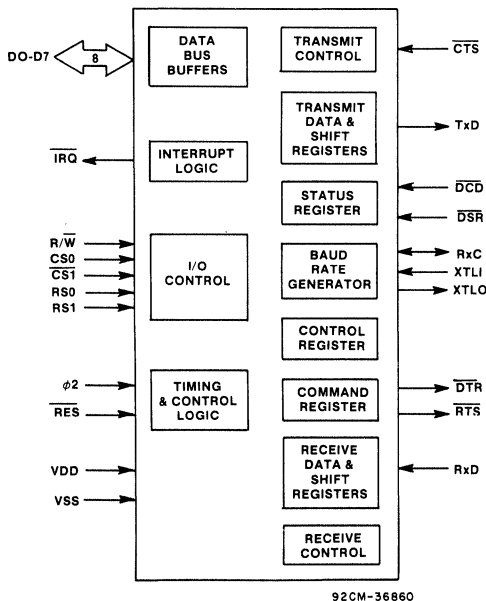 DO-D7
8
DATA
BUS
BUFFERS
IRQ
INTERRUPT
LOGIC
R/W
CS0
CS1
RS0
RS1
I/O
CONTROL
φ2
RES
TIMING
& CONTROL
LOGIC
VDD
VSS
TRANSMIT
CONTROL
CTS
TRANSMIT
DATA &
SHIFT
REGISTERS
TxD
STATUS
REGISTER
DCD
DSR
BAUD
RATE
GENERATOR
RxC
XTLI
XTLO
CONTROL
REGISTER
COMMAND
REGISTER
DTR
RTS
RECEIVE
DATA &
SHIFT
REGISTERS
RxD
RECEIVE
CONTROL
92CM-36860